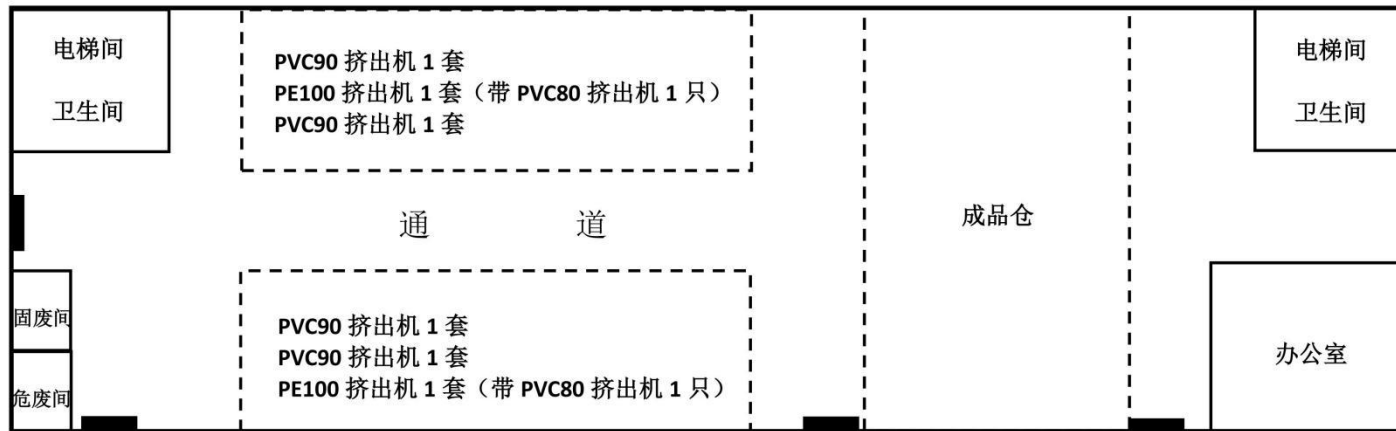 电梯间
卫生间
PVC90 挤出机 1 套
PE100 挤出机 1 套（带 PVC80 挤出机 1 只）
PVC90 挤出机 1 套
电梯间
卫生间
通 道
成品仓
固废间
危废间
PVC90 挤出机 1 套
PVC90 挤出机 1 套
PE100 挤出机 1 套（带 PVC80 挤出机 1 只）
办公室